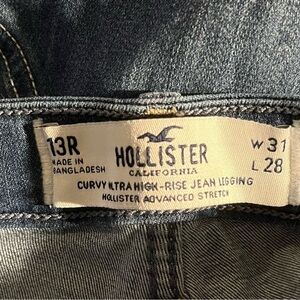 13R
MADE IN
BANGLADESH
HOLLISTER
CALIFORNIA
W 31
L 28
CURVY ULTRA HIGH-RISE JEAN LEGGING
HOLLISTER ADVANCED STRETCH